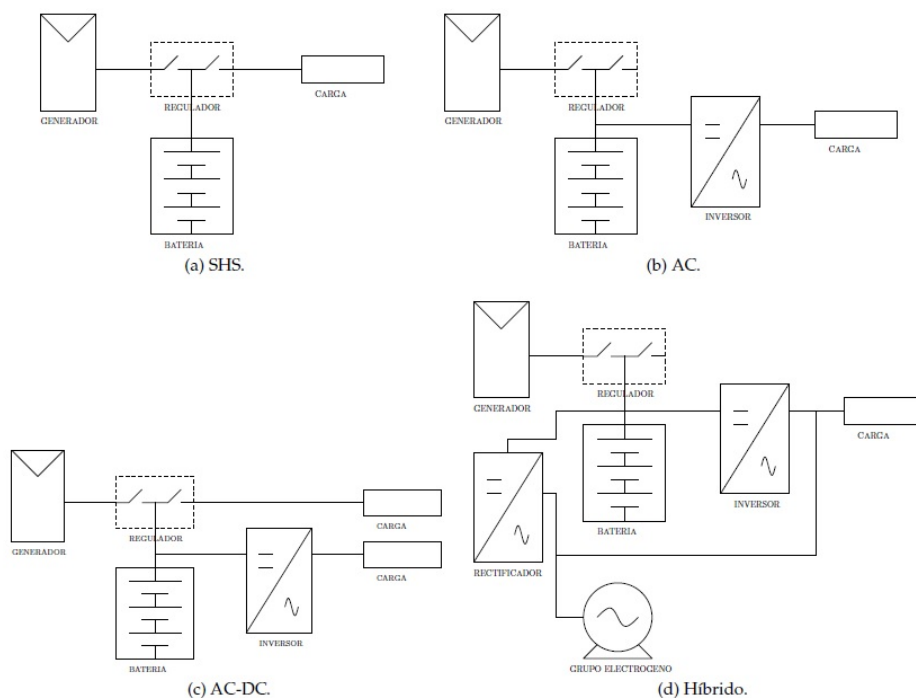 REGULADOR
CARGA
GENERADOR
BATERIA
(a) SHS.
REGULADOR
GENERADOR
CARGA
INVERSOR
BATERIA
(b) AC.
REGULADOR
CARGA
GENERADOR
CARGA
INVERSOR
BATERIA
(c) AC-DC.
REGULADOR
GENERADOR
CARGA
INVERSOR
BATERIA
RECTIFICADOR
GRUPO ELECTROGENO
(d) Híbrido.